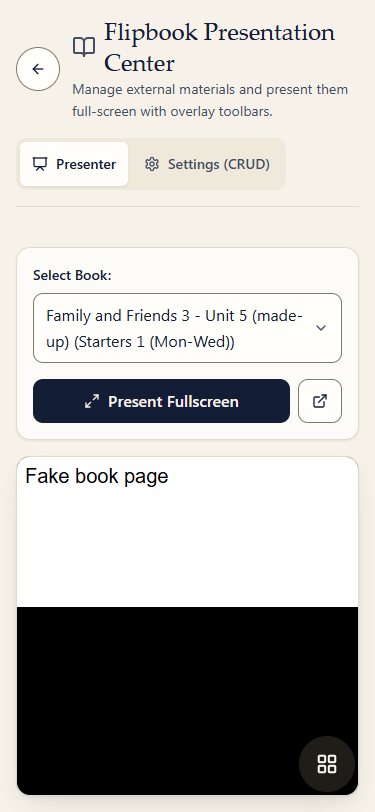 Flipbook Presentation
Center
Manage external materials and present them
full-screen with overlay toolbars.
Presenter
Settings (CRUD)
Select Book:
Family and Friends 3 - Unit 5 (made-
up) (Starters 1 (Mon-Wed))
Present Fullscreen
Fake book page